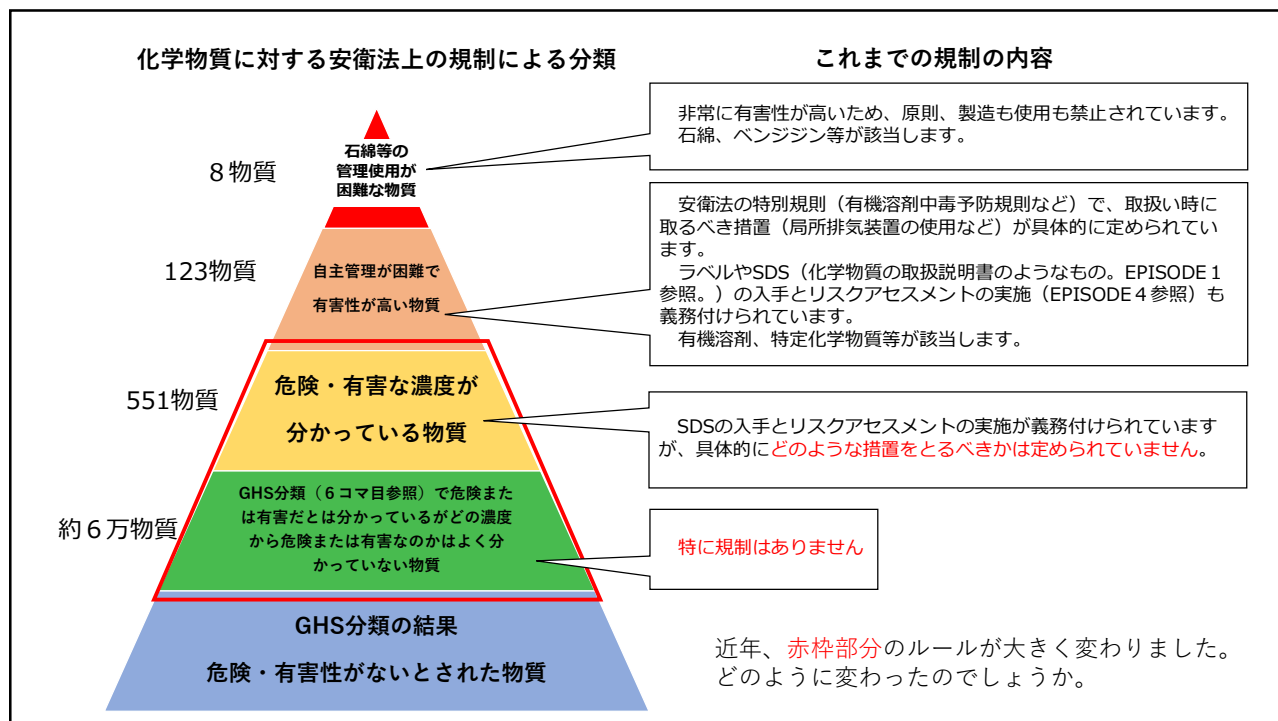 化学物質に対する安衛法上の規制による分類
これまでの規制の内容
８物質
石綿等の
管理使用が
困難な物質
非常に有害性が高いため、原則、製造も使用も禁止されています。
石綿、ベンジジン等が該当します。
123物質
自主管理が困難で
有害性が高い物質
安衛法の特別規則（有機溶剤中毒予防規則など）で、取扱い時に
取るべき措置（局所排気装置の使用など）が具体的に定められてい
ます。
ラベルやSDS（化学物質の取扱説明書のようなもの。EPISODE１
参照。）の入手とリスクアセスメントの実施（EPISODE４参照）も
義務付けられています。
有機溶剤、特定化学物質等が該当します。
551物質
危険・有害な濃度が
分かっている物質
SDSの入手とリスクアセスメントの実施が義務付けられています
が、具体的にどのような措置をとるべきかは定められていません。
約６万物質
GHS分類（６コマ目参照）で危険また
は有害だとは分かっているがどの濃度
から危険または有害なのかはよく分
かっていない物質
特に規制はありません
GHS分類の結果
危険・有害性がないとされた物質
近年、赤枠部分のルールが大きく変わりました。
どのように変わったのでしょうか。